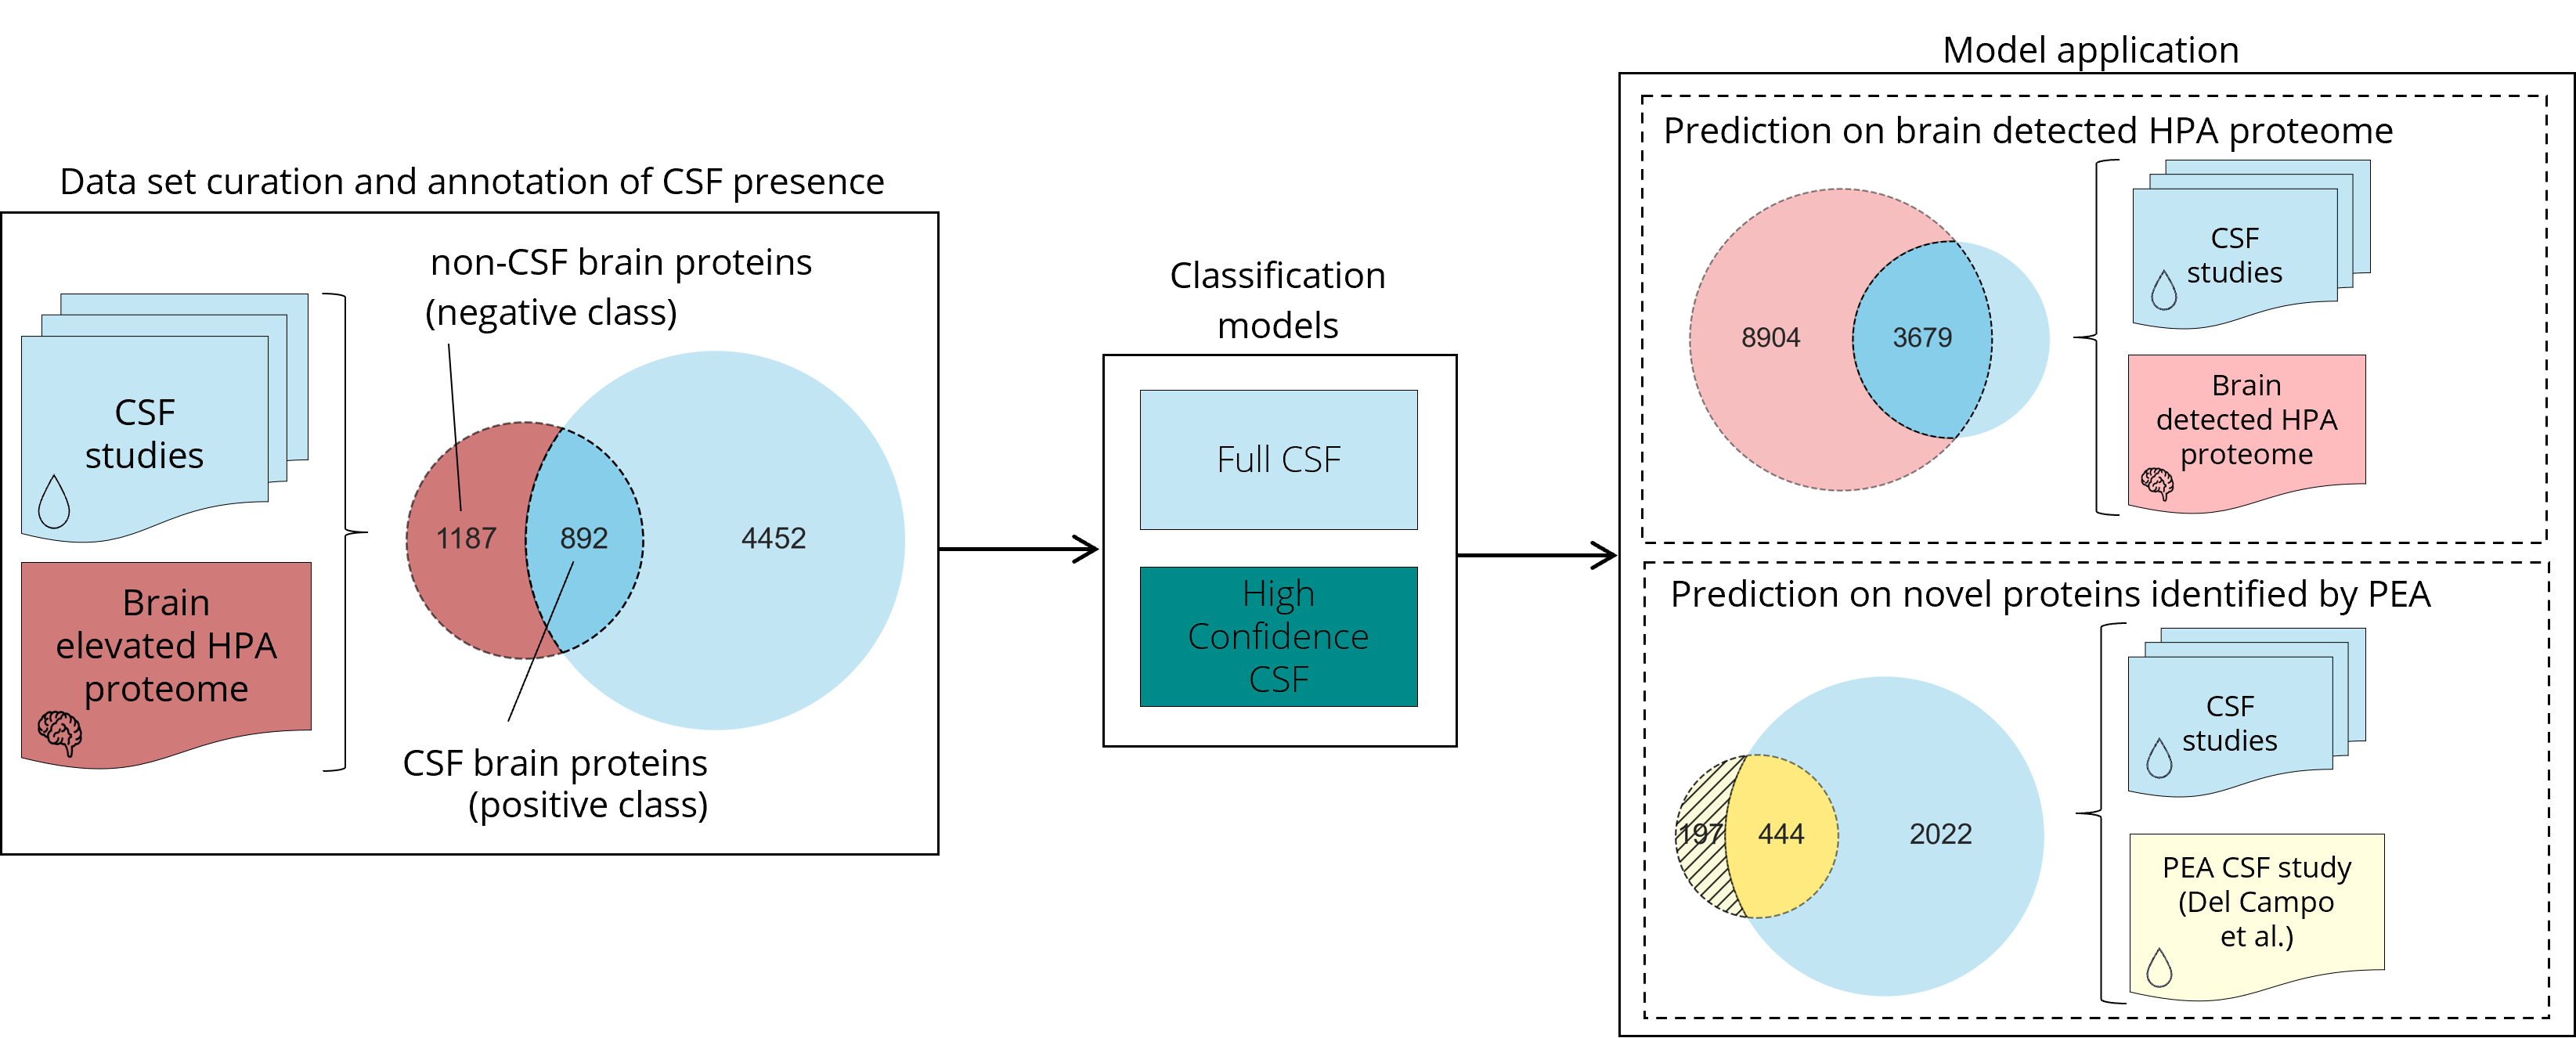 Data set curation and annotation of CSF presence
CSF
studies
Brain
elevated HPA
proteome
non-CSF brain proteins
(negative class)
1187
892
4452
CSF brain proteins
(positive class)
Classification
models
Full CSF
High
Confidence
CSF
Model application
Prediction on brain detected HPA proteome
8904
3679
CSF
studies
Brain
detected HPA
proteome
Prediction on novel proteins identified by PEA
197
444
2022
CSF
studies
PEA CSF study
(Del Campo
et al.)